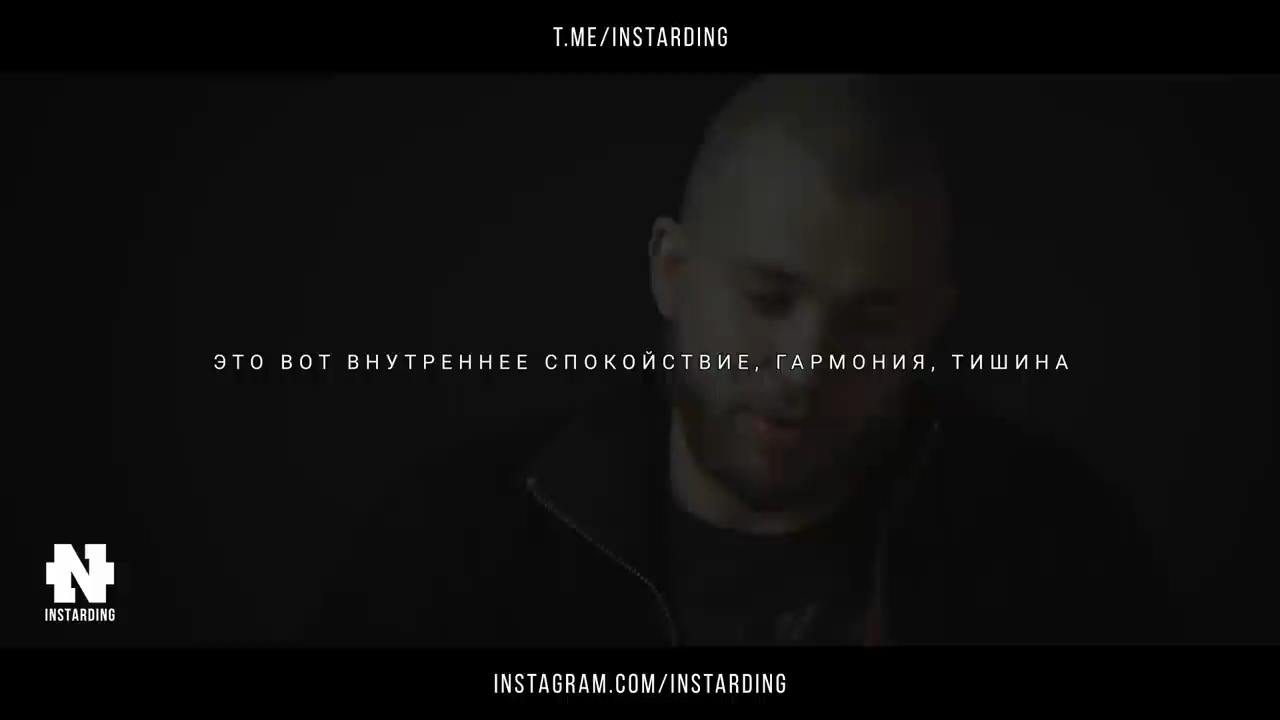 T.ME/INSTARDING
ЭТО ВОТ ВНУТРЕННЕЕ СПОКОЙСТВИЕ, ГАРМОНИЯ, ТИШИНА
N
INSTARDING
INSTAGRAM.COM/INSTARDING